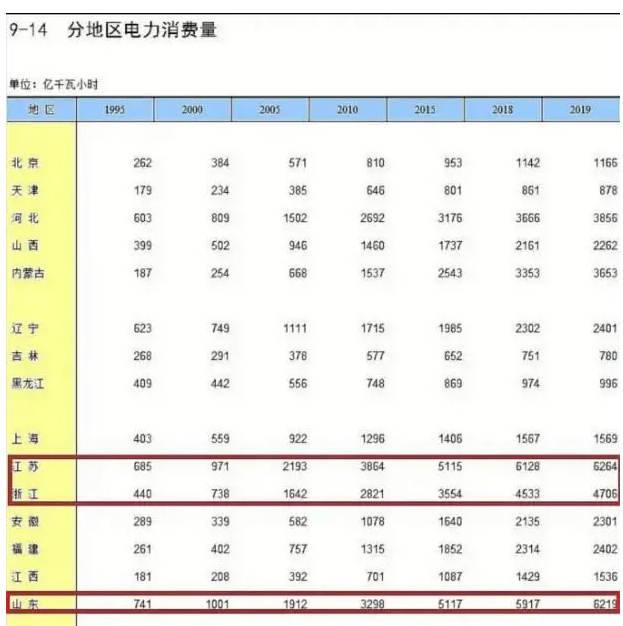 9-14 分地区电力消费量
单位：亿千瓦小时
地 区 1995 2000 2005 2010 2015 2018 2019
北 京 262 384 571 810 953 1142 1166
天 津 179 234 385 646 801 861 878
河 北 603 809 1502 2692 3176 3666 3856
山 西 399 502 946 1460 1737 2161 2262
内蒙古 187 254 668 1537 2543 3353 3653
辽 宁 623 749 1111 1715 1985 2302 2401
吉 林 268 291 378 577 652 751 780
黑龙江 409 442 556 748 869 974 996
上 海 403 559 922 1296 1406 1567 1569
江 苏 685 971 2193 3864 5115 6128 6264
浙 江 440 738 1642 2821 3554 4533 4706
安 徽 289 339 582 1078 1640 2135 2301
福 建 261 402 757 1315 1852 2314 2402
江 西 181 208 392 701 1087 1429 1536
山 东 741 1001 1912 3298 5117 5917 6219